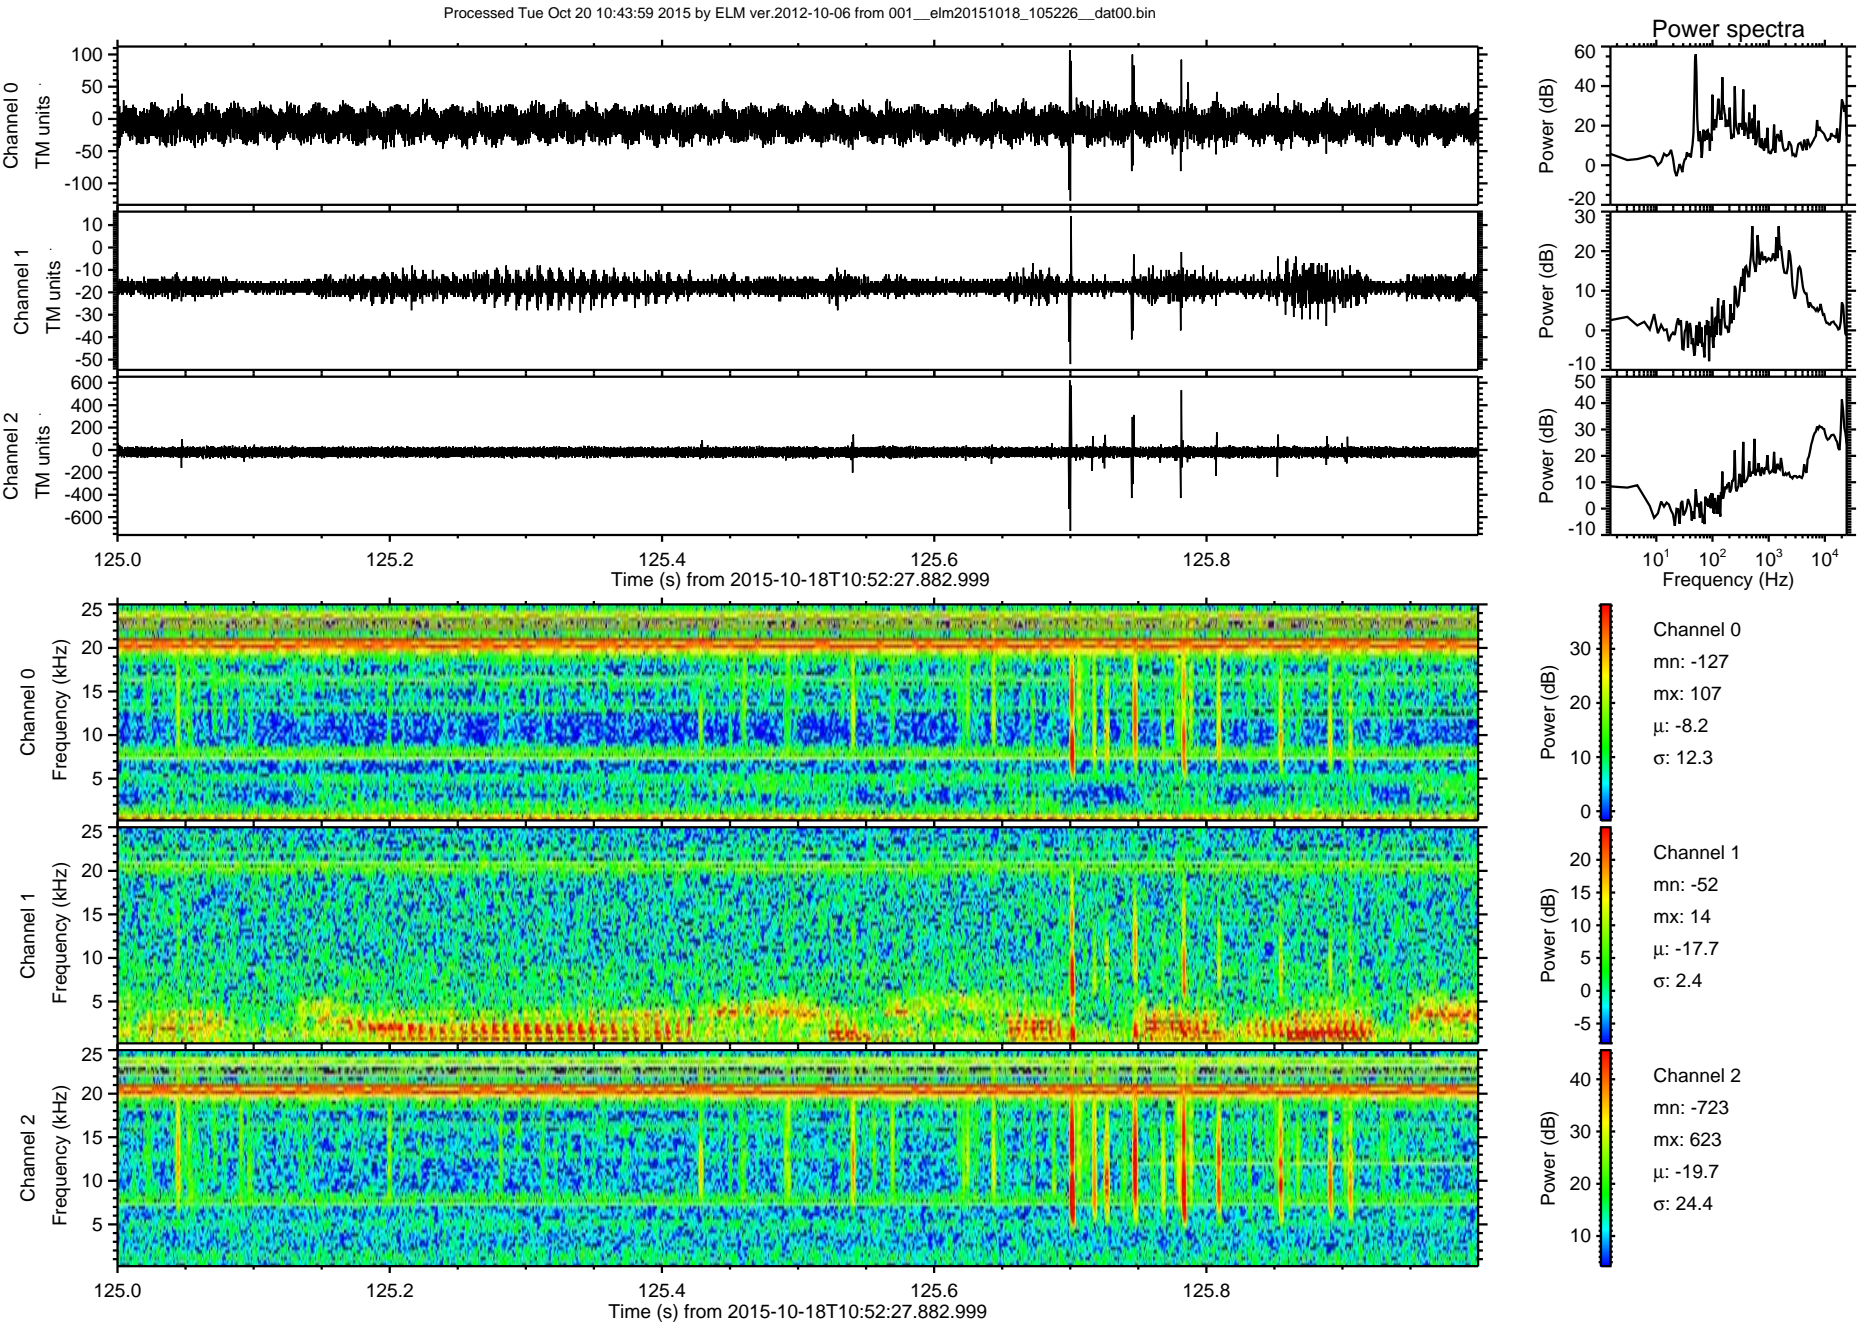 Processed Tue Oct 20 10:43:59 2015 by ELM ver.2012-10-06 from 001__elm20151018_105226__dat00.bin
Power spectra
Channel 0
TM units
100
50
0
-50
-100
Power (dB)
60
40
20
0
-20
Channel 1
TM units
10
0
-10
-20
-30
-40
-50
Power (dB)
30
20
10
0
-10
Channel 2
TM units
600
400
200
0
-200
-400
-600
Power (dB)
50
40
30
20
10
0
-10
125.0 125.2 125.4 125.6 125.8
Time (s) from 2015-10-18T10:52:27.882.999
10¹ 10² 10³ 10⁴
Frequency (Hz)
Channel 0
Frequency (kHz)
25
20
15
10
5
Power (dB)
30
20
10
0
Channel 0
mn: -127
mx: 107
μ: -8.2
σ: 12.3
Channel 1
Frequency (kHz)
25
20
15
10
5
Power (dB)
20
15
10
5
0
-5
Channel 1
mn: -52
mx: 14
μ: -17.7
σ: 2.4
Channel 2
Frequency (kHz)
25
20
15
10
5
Power (dB)
40
30
20
10
Channel 2
mn: -723
mx: 623
μ: -19.7
σ: 24.4
125.0 125.2 125.4 125.6 125.8
Time (s) from 2015-10-18T10:52:27.882.999